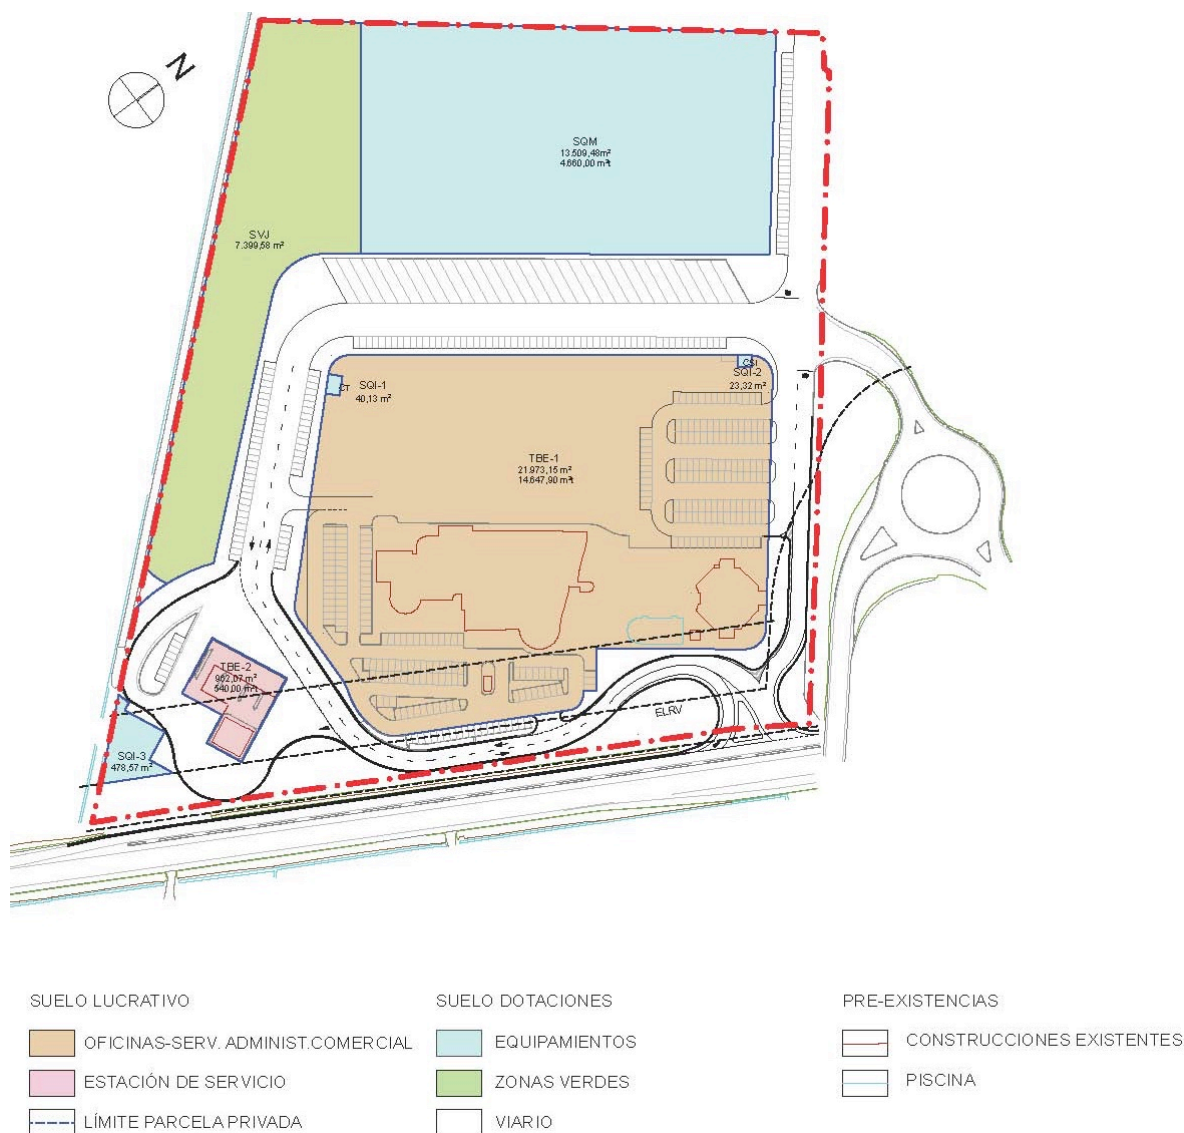 N
SQM
13.509,48m²
4.660,00 m²t
SVJ
7.399,58 m²
CT
SQI-1
40,13 m²
CSI
SQI-2
23,32 m²
TBE-1
21.973,15 m²
14.647,90 m²t
TBE-2
962,07 m²
540,00 m²t
ELRV
SQI-3
478,57 m²
SUELO LUCRATIVO
OFICINAS-SERV. ADMINIST.COMERCIAL
ESTACIÓN DE SERVICIO
LÍMITE PARCELA PRIVADA
SUELO DOTACIONES
EQUIPAMIENTOS
ZONAS VERDES
VIARIO
PRE-EXISTENCIAS
CONSTRUCCIONES EXISTENTES
PISCINA